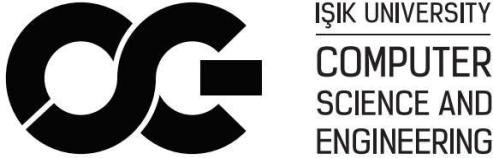 IŞIK UNIVERSITY
COMPUTER
SCIENCE AND
ENGINEERING